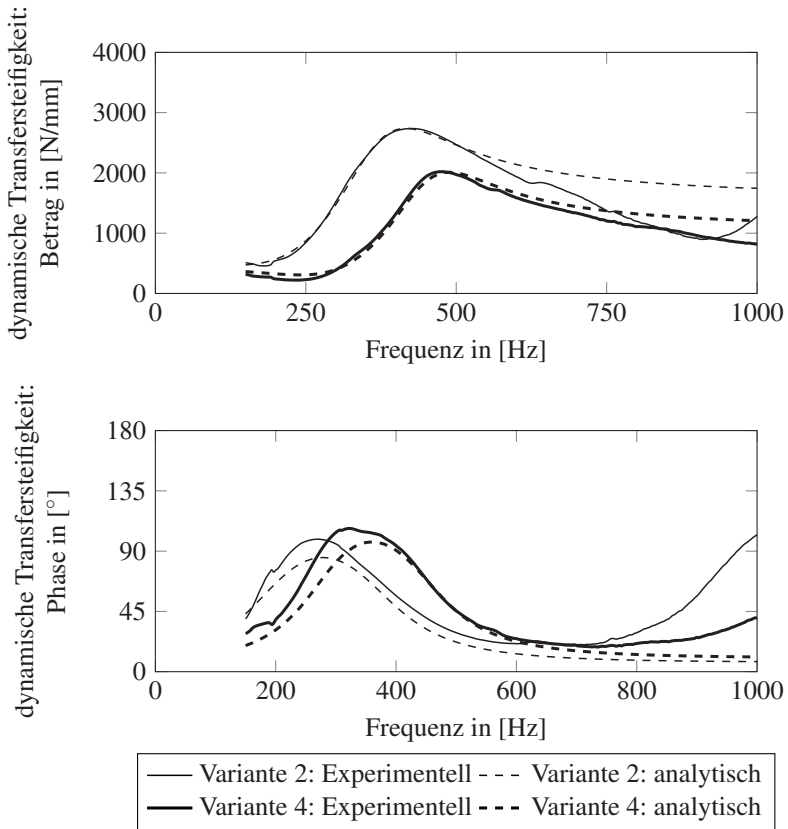 dynamische Transfersteifigkeit:
Betrag in [N/mm]
4000
3000
2000
1000
0
0
250
500
750
1000
Frequenz in [Hz]
dynamische Transfersteifigkeit:
Phase in [°]
180
135
90
45
0
0
200
400
600
800
1000
Frequenz in [Hz]
Variante 2: Experimentell
Variante 2: analytisch
Variante 4: Experimentell
Variante 4: analytisch